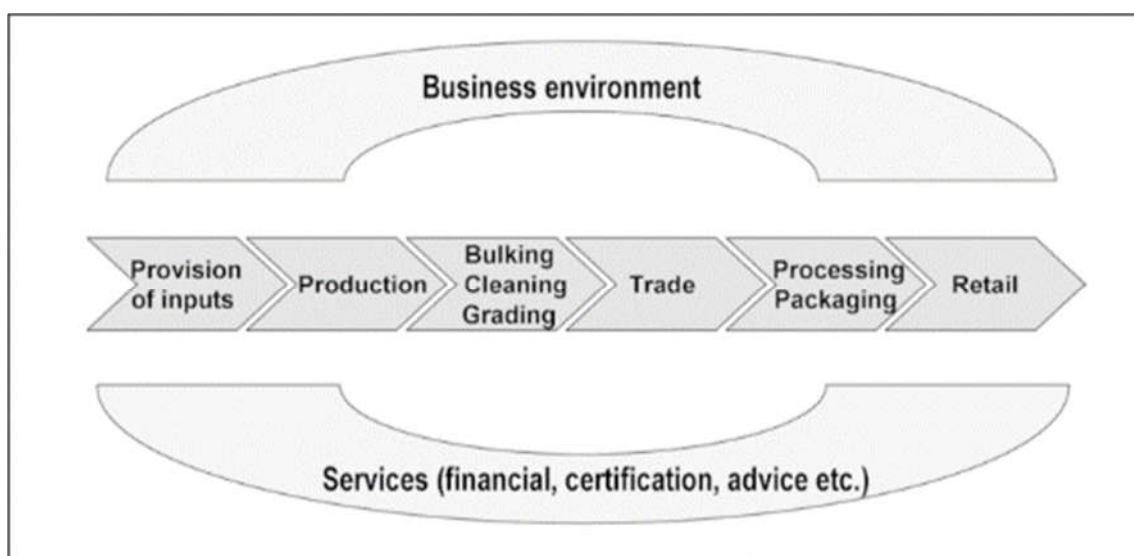 Business environment
Provision
of inputs
Production
Bulking
Cleaning
Grading
Trade
Processing
Packaging
Retail
Services (financial, certification, advice etc.)